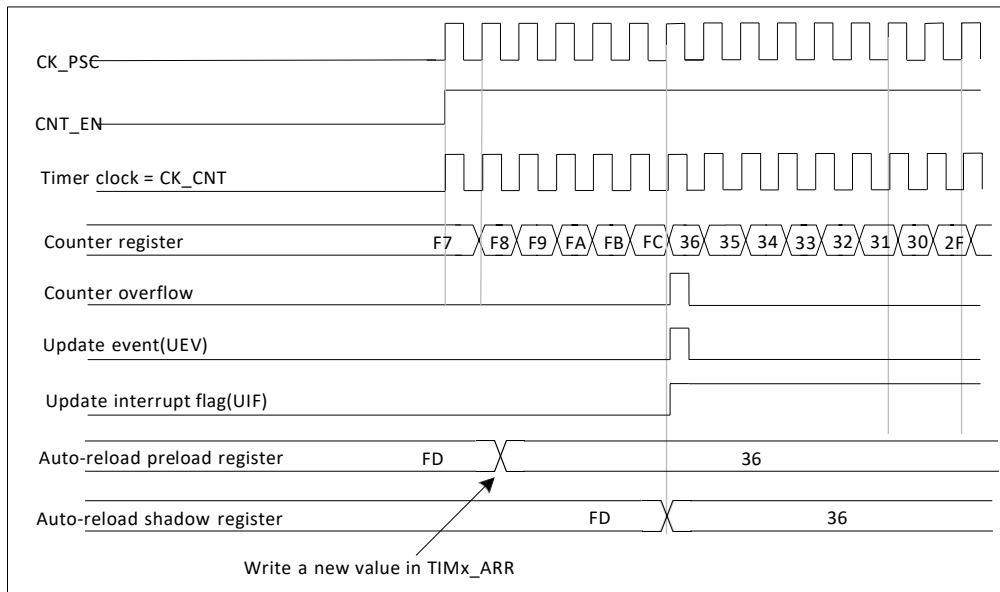 CK_PSC
CNT_EN
Timer clock = CK_CNT
Counter register F7 F8 F9 FA FB FC 36 35 34 33 32 31 30 2F
Counter overflow
Update event(UEV)
Update interrupt flag(UIF)
Auto-reload preload register FD 36
Auto-reload shadow register FD 36
Write a new value in TIMx_ARR